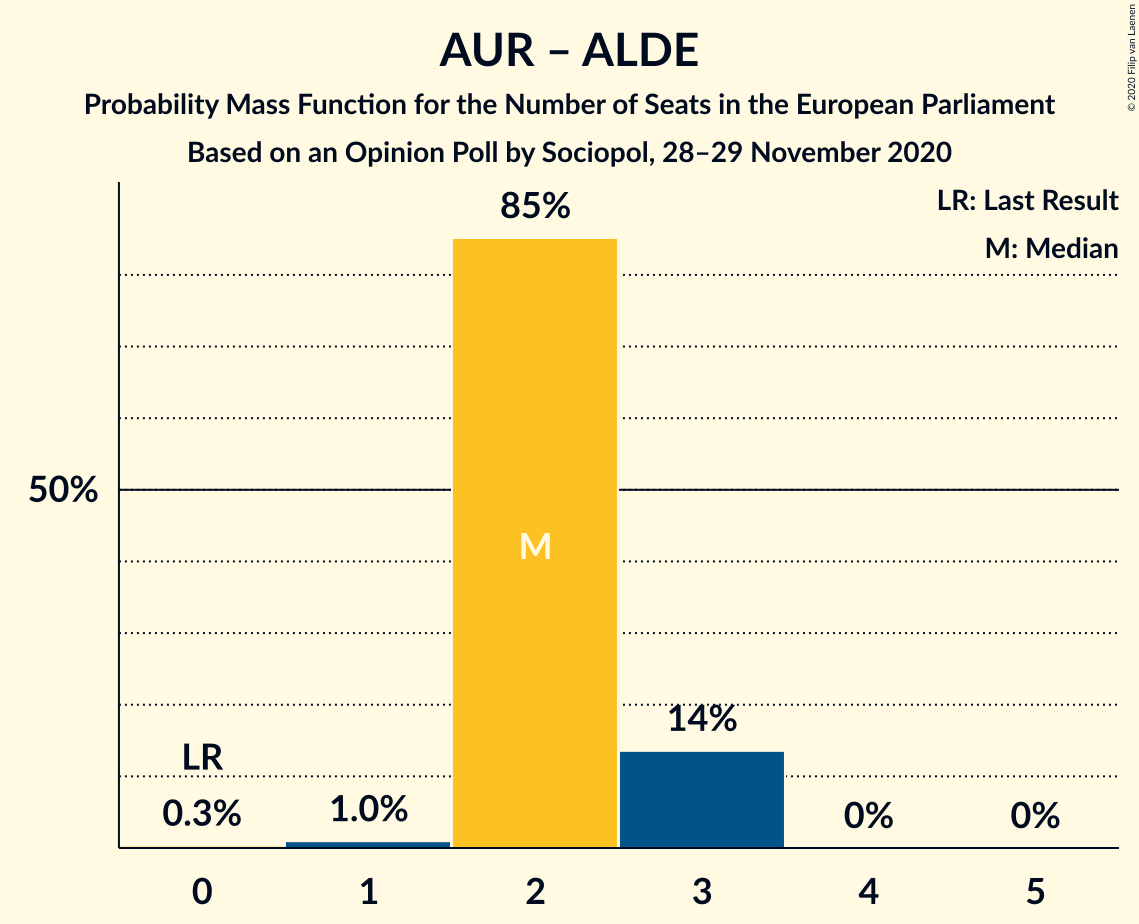 AUR – ALDE
Probability Mass Function for the Number of Seats in the European Parliament
Based on an Opinion Poll by Sociopol, 28–29 November 2020
© 2020 Filip van Laenen
LR: Last Result
M: Median
85%
50%
M
14%
LR
0.3%
1.0%
0%
0%
0
1
2
3
4
5